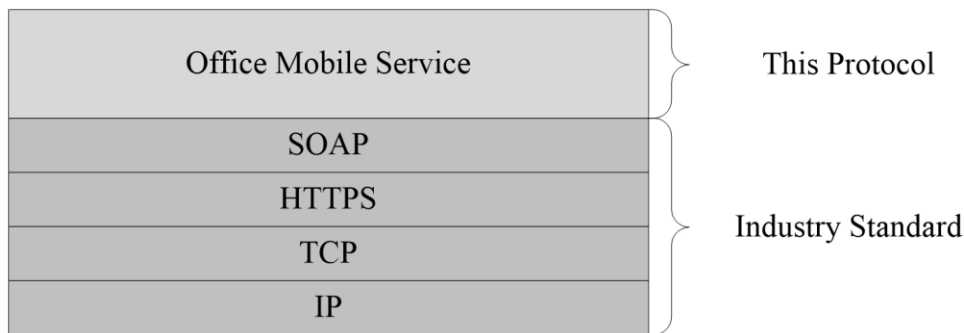 Office Mobile Service
This Protocol
SOAP
HTTPS
TCP
IP
Industry Standard